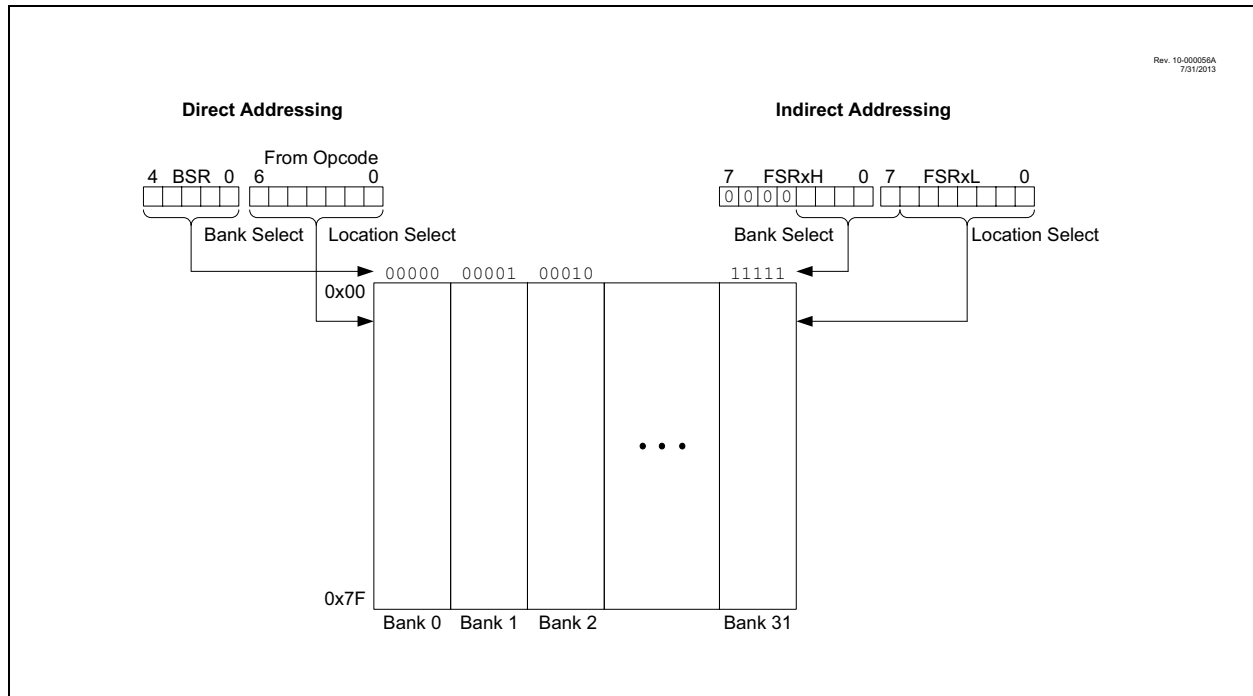 Rev. 10-000056A
7/31/2013
Direct Addressing
Indirect Addressing
From Opcode
4 BSR 0 6 0
7 FSRxH 0 7 FSRxL 0
0 0 0 0
Bank Select Location Select
Bank Select Location Select
00000 00001 00010 11111
0x00
• • •
0x7F
Bank 0 Bank 1 Bank 2 Bank 31